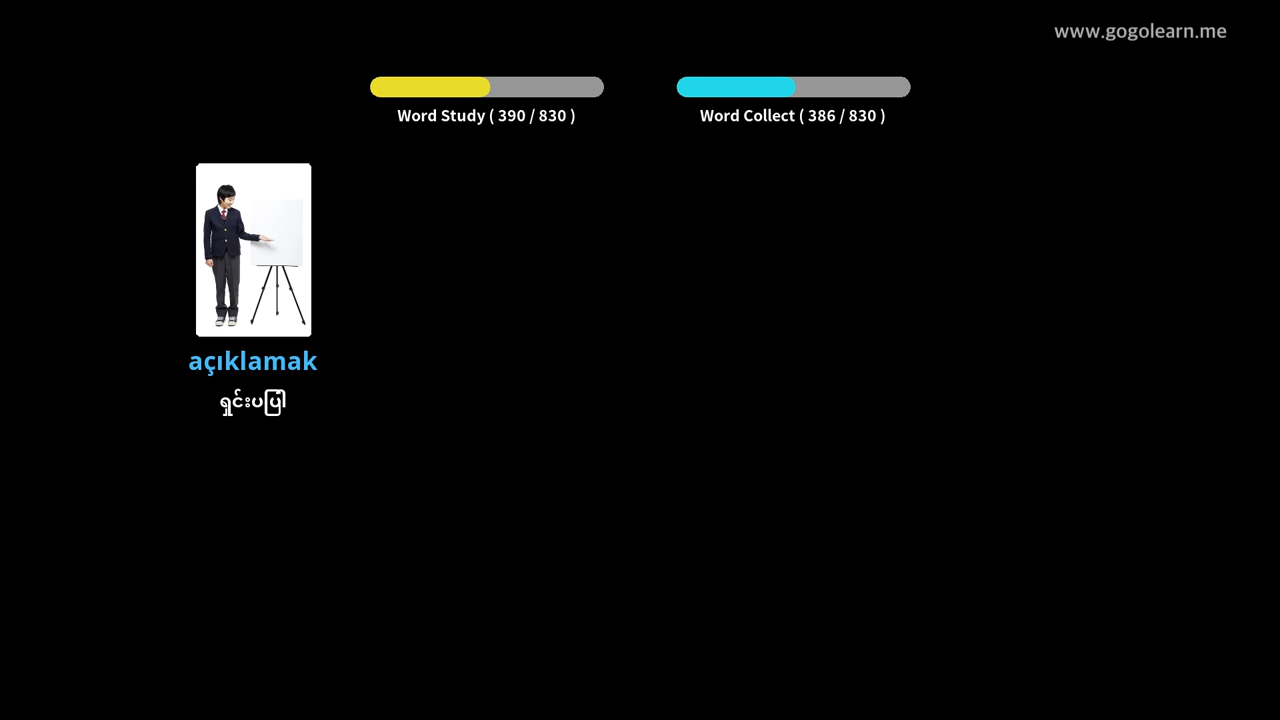 www.gogolearn.me
Word Study ( 390 / 830 )
Word Collect ( 386 / 830 )
açıklamak
ရှင်းပပြါ